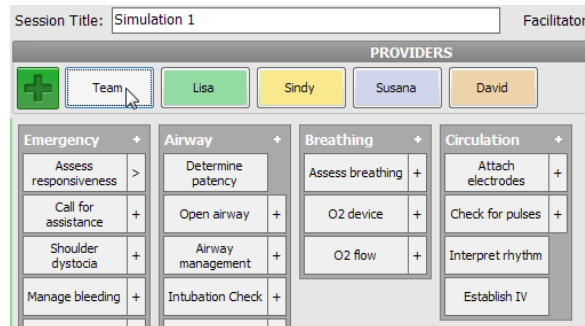 Session Title: Simulation 1 Facilitator
PROVIDERS
Team Lisa Sindy Susana David
Emergency + Airway + Breathing + Circulation +
Assess
responsiveness >
Call for
assistance +
Shoulder
dystocia +
Manage bleeding +
Determine
patency
Open airway +
Airway
management +
Intubation Check +
Assess breathing +
O2 device +
O2 flow +
Attach
electrodes +
Check for pulses +
Interpret rhythm
Establish IV